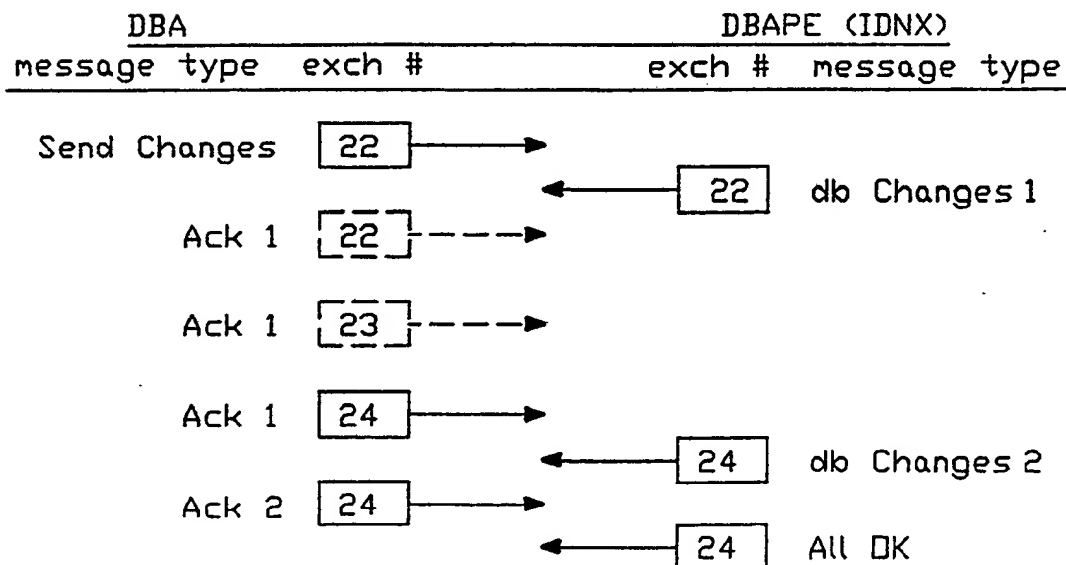 DBA DBAPE (IDNX)
message type exch # exch # message type
Send Changes 22
22 db Changes 1
Ack 1 22
Ack 1 23
Ack 1 24
24 db Changes 2
Ack 2 24
24 All OK